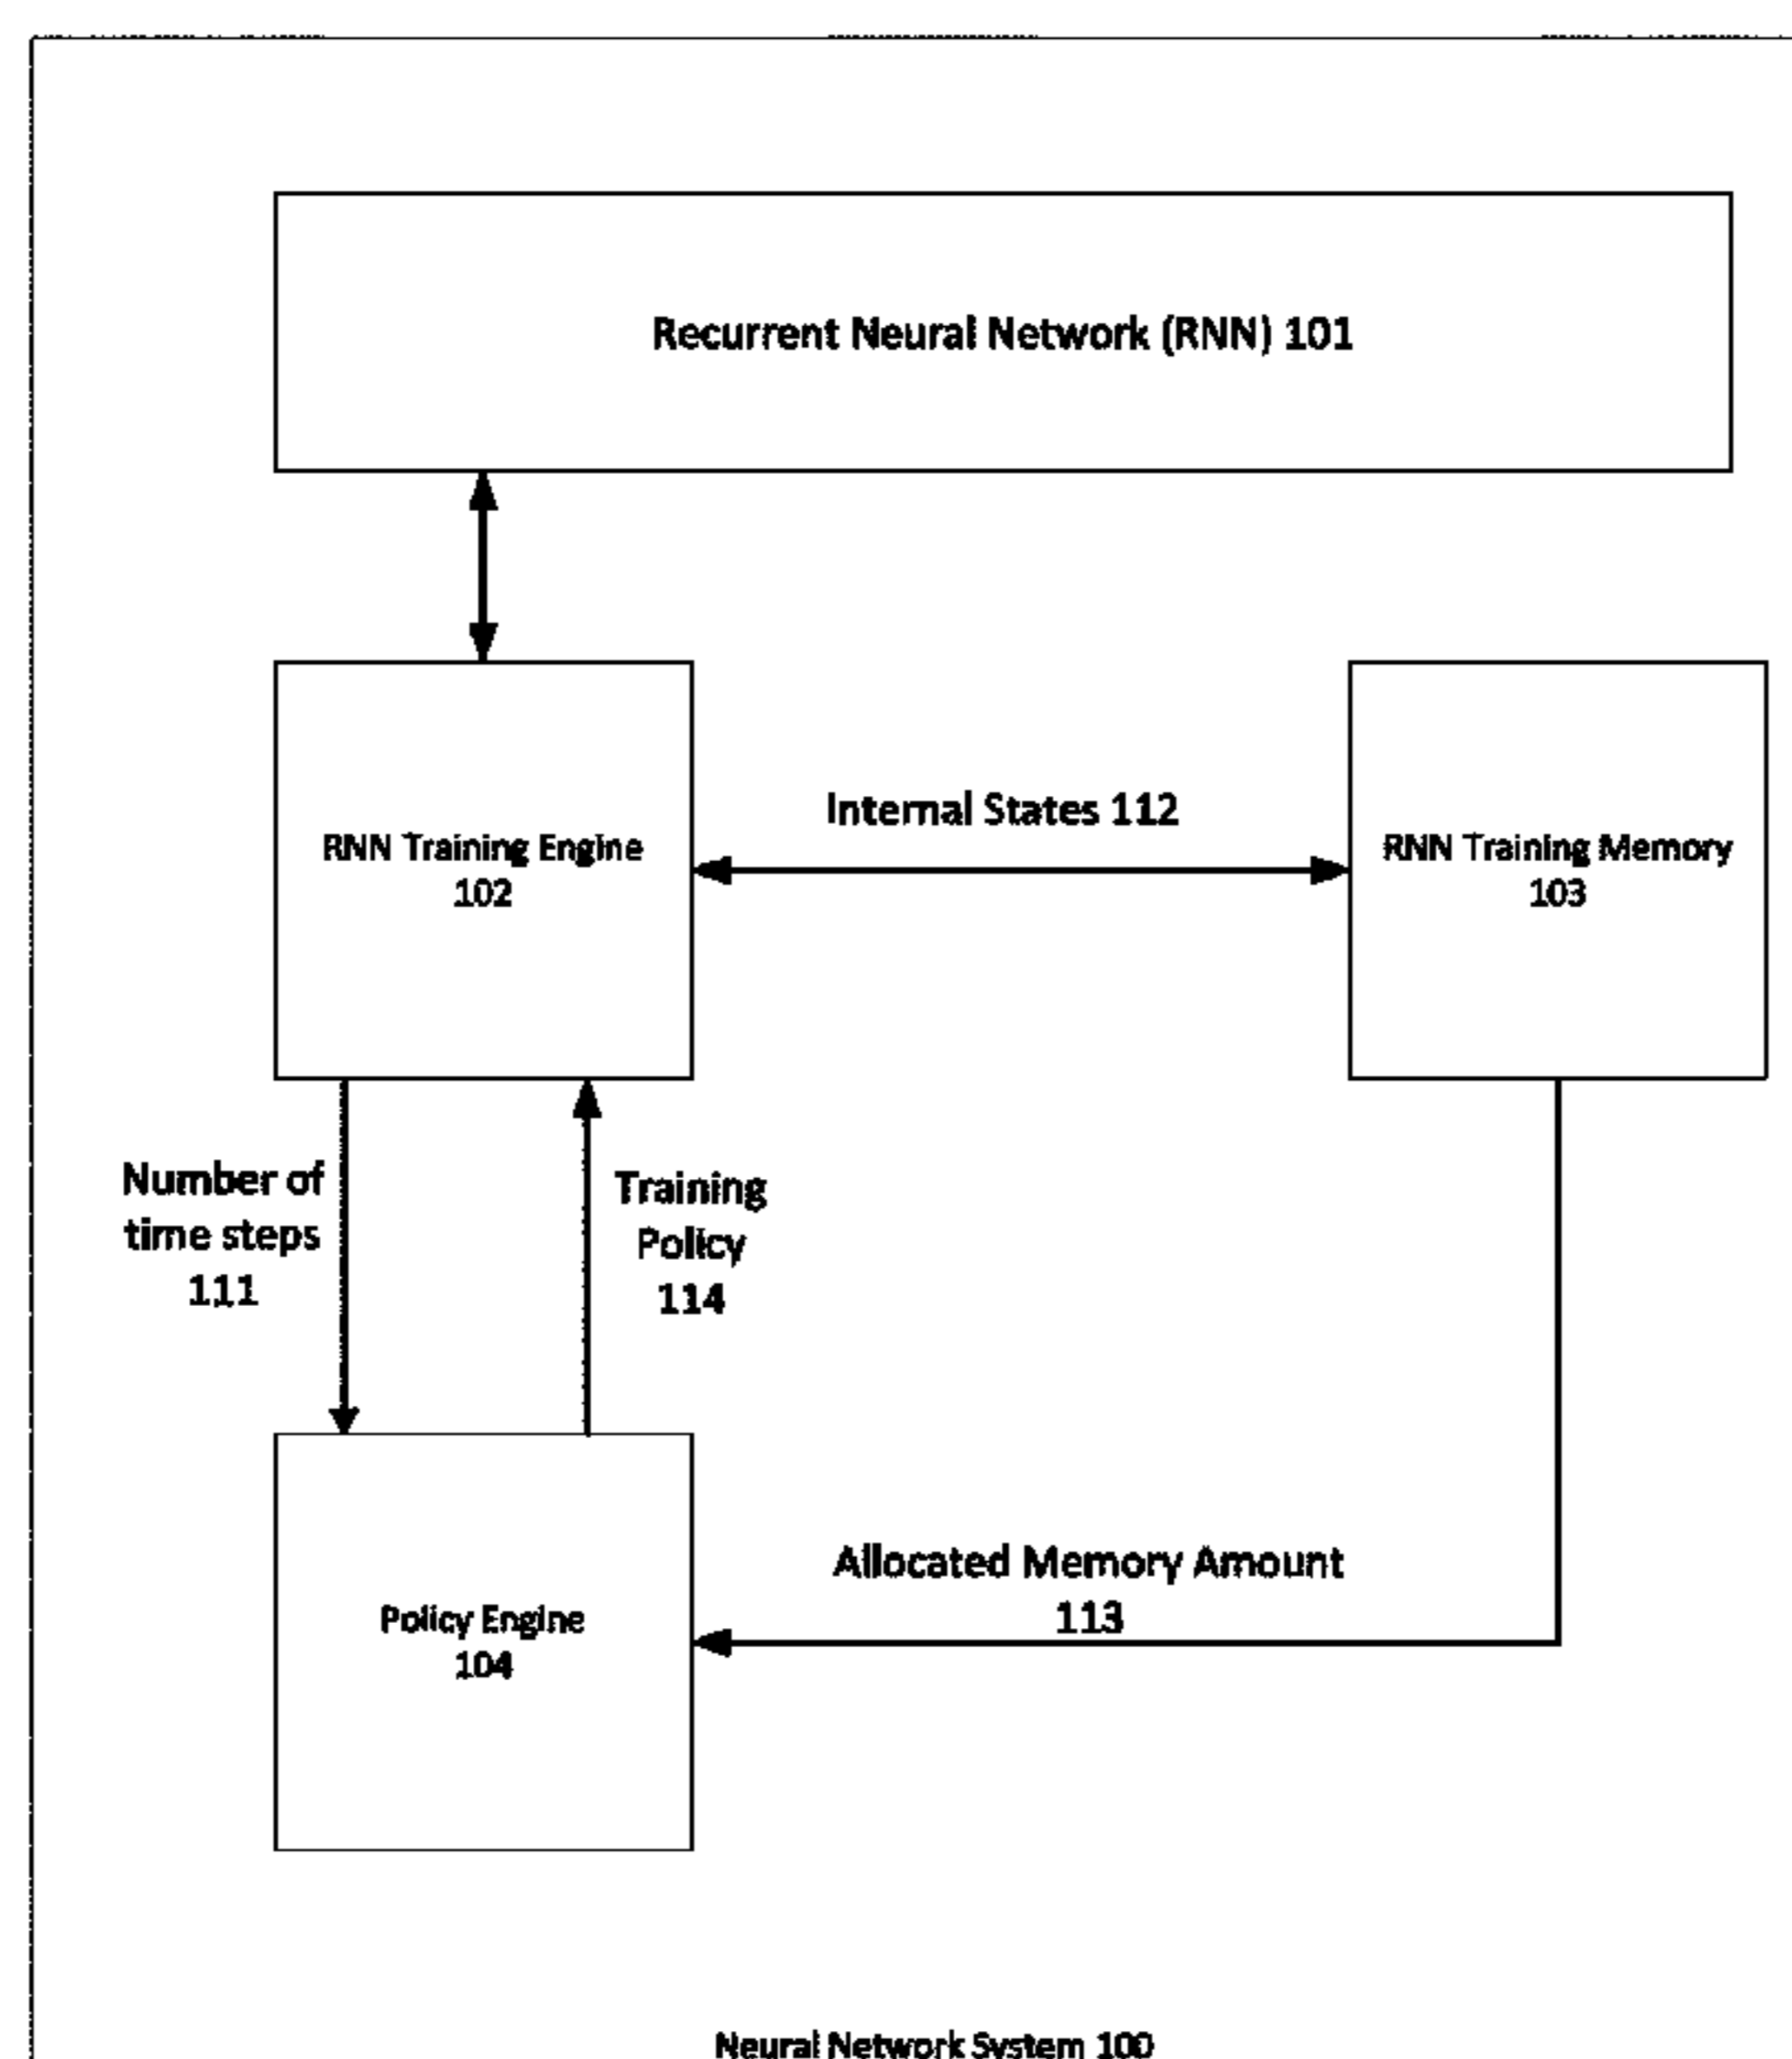 Recurrent Neural Network (RNN) 101
Internal States 112
RNN Training Engine
102
RNN Training Memory
103
Number of
time steps
111
Training
Policy
114
Allocated Memory Amount
113
Policy Engine
104
Neural Network System 100